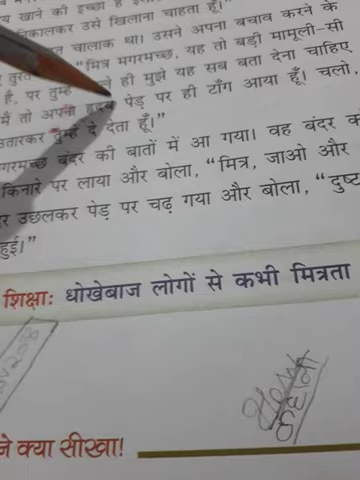 खाने की इच्छा है
निकालकर उसे खिलाना चाहता हूँ।"
चालाक था। उसने अपना बचाव करने के
तुरंत "मित्र मगरमच्छ, यह तो बड़ी मामूली-सी
है, पर तुम्हें ही मुझे यह सब बता देना चाहिए
मैं तो अपना हृदय पेड़ पर ही टाँग आया हूँ। चलो,
उतारकर तुम्हें दे देता हूँ।"
मगरमच्छ बंदर की बातों में आ गया। वह बंदर क
किनारे पर लाया और बोला, "मित्र, जाओ और
उछलकर पेड़ पर चढ़ गया और बोला, "दुष्ट
हुई।"
शिक्षा: धोखेबाज लोगों से कभी मित्रता
ने क्या सीखा!